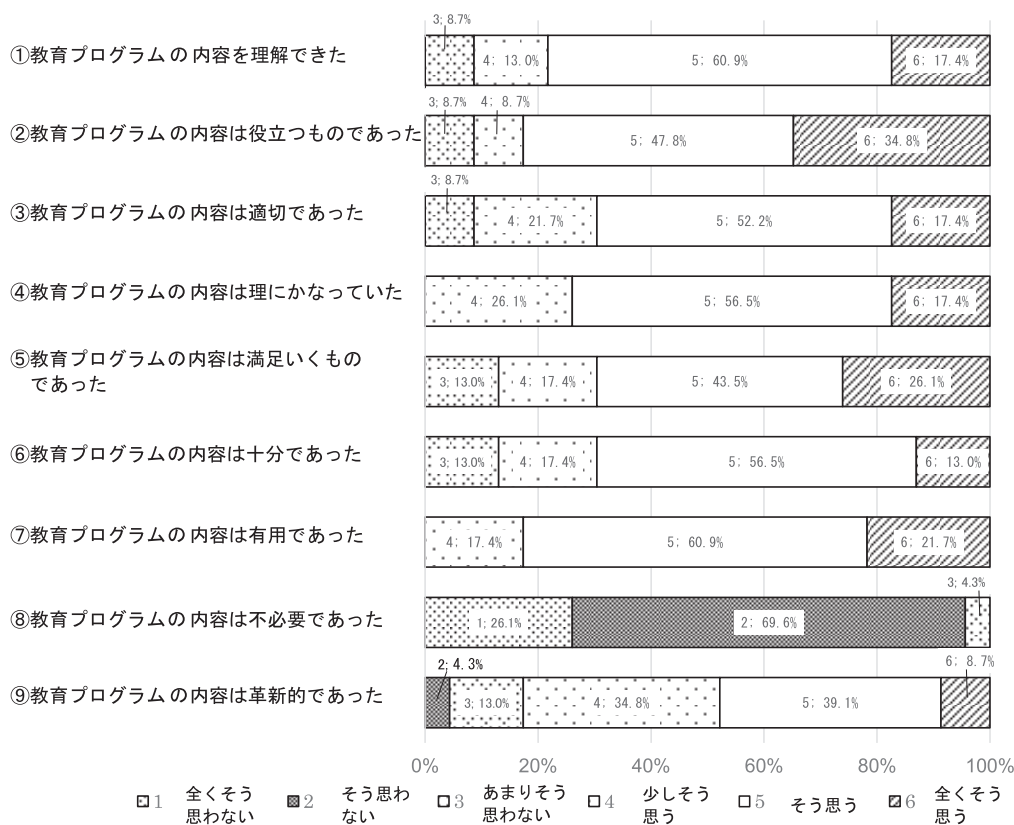 3; 8.7%
①教育プログラムの内容を理解できた
4; 13.0%
5; 60.9%
6; 17.4%
3; 8.7%
4; 8.7%
②教育プログラムの内容は役立つものであった
5; 47.8%
6; 34.8%
3; 8.7%
③教育プログラムの内容は適切であった
4; 21.7%
5; 52.2%
6; 17.4%
④教育プログラムの内容は理にかなっていた
4; 26.1%
5; 56.5%
6; 17.4%
⑤教育プログラムの内容は満足いくもの
であった
3; 13.0%
4; 17.4%
5; 43.5%
6; 26.1%
⑥教育プログラムの内容は十分であった
3; 13.0%
4; 17.4%
5; 56.5%
6; 13.0%
⑦教育プログラムの内容は有用であった
4; 17.4%
5; 60.9%
6; 21.7%
3; 4.3%
⑧教育プログラムの内容は不必要であった
1; 26.1%
2; 69.6%
2; 4.3%
6; 8.7%
⑨教育プログラムの内容は革新的であった
3; 13.0%
4; 34.8%
5; 39.1%
0%
20%
40%
60%
80%
100%
1 全くそう
思わない
2 そう思わ
ない
3 あまりそう
思わない
4 少しそう
思う
5 そう思う
6 全くそう
思う